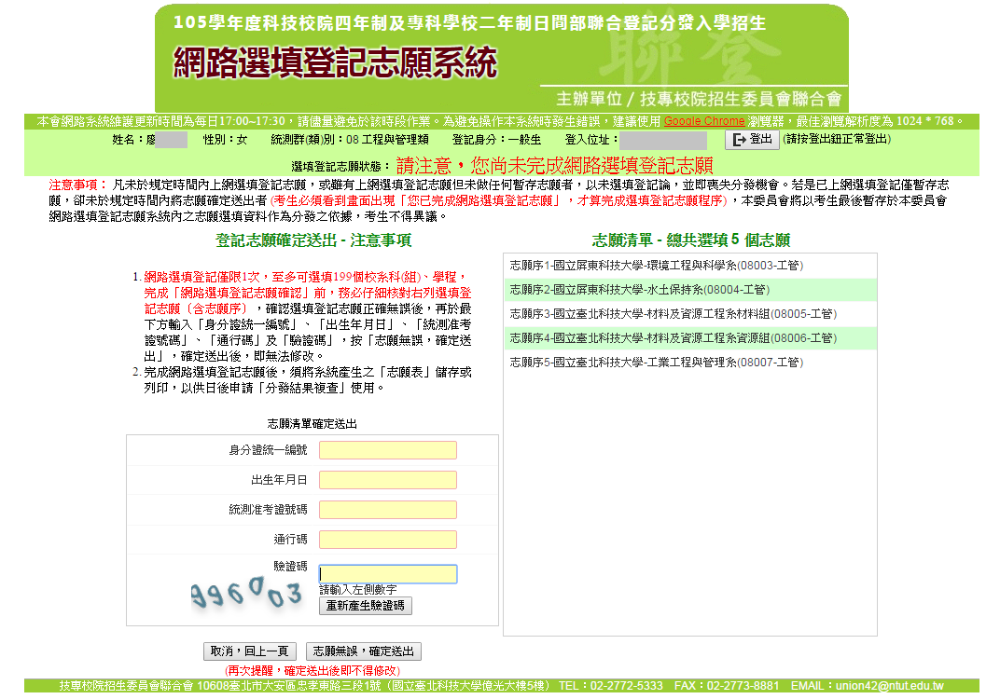 105學年度科技校院四年制及專科學校二年制日間部聯合登記分發入學招生
聯登
網路選填登記志願系統
主辦單位 / 技專校院招生委員會聯合會
本會網路系統維護更新時間為每日17:00~17:30，請儘量避免於該時段作業。為避免操作本系統時發生錯誤，建議使用 Google Chrome 瀏覽器，最佳瀏覽解析度為 1024 * 768。
姓名：廖 性別：女 統測群(類)別：08 工程與管理類 登記身分：一般生 登入位址： 登出 (請按登出鈕正常登出)
選填登記志願狀態： 請注意，您尚未完成網路選填登記志願
注意事項： 凡未於規定時間內上網選填登記志願，或雖有上網選填登記志願但未做任何暫存志願者，以未選填登記論，並即喪失分發機會。若是已上網選填登記僅暫存志
願，卻未於規定時間內將志願確定送出者 (考生必須看到畫面出現「您已完成網路選填登記志願」，才算完成選填登記志願程序) ，本委員會將以考生最後暫存於本委員會
網路選填登記志願系統內之志願選填資料作為分發之依據，考生不得異議。
登記志願確定送出 - 注意事項
1. 網路選填登記僅限1次，至多可選填199個校系科(組)、學程，
完成「網路選填登記志願確認」前，務必仔細核對右列選填登
記志願（含志願序），確認選填登記志願正確無誤後，再於最
下方輸入「身分證統一編號」、「出生年月日」、「統測准考
證號碼」、「通行碼」及「驗證碼」，按「志願無誤，確定送
出」，確定送出後，即無法修改。
2. 完成網路選填登記志願後，須將系統產生之「志願表」儲存或
列印，以供日後申請「分發結果複查」使用。
志願清單確定送出
身分證統一編號
出生年月日
統測准考證號碼
通行碼
驗證碼
996003
請輸入左側數字
重新產生驗證碼
取消，回上一頁 志願無誤，確定送出
(再次提醒，確定送出後即不得修改)
志願清單 - 總共選填 5 個志願
志願序1-國立屏東科技大學-環境工程與科學系(08003-工管)
志願序2-國立屏東科技大學-水土保持系(08004-工管)
志願序3-國立臺北科技大學-材料及資源工程系材料組(08005-工管)
志願序4-國立臺北科技大學-材料及資源工程系資源組(08006-工管)
志願序5-國立臺北科技大學-工業工程與管理系(08007-工管)
技專校院招生委員會聯合會 10608臺北市大安區忠孝東路三段1號（國立臺北科技大學億光大樓5樓） TEL：02-2772-5333 FAX：02-2773-8881 EMAIL：union42@ntut.edu.tw